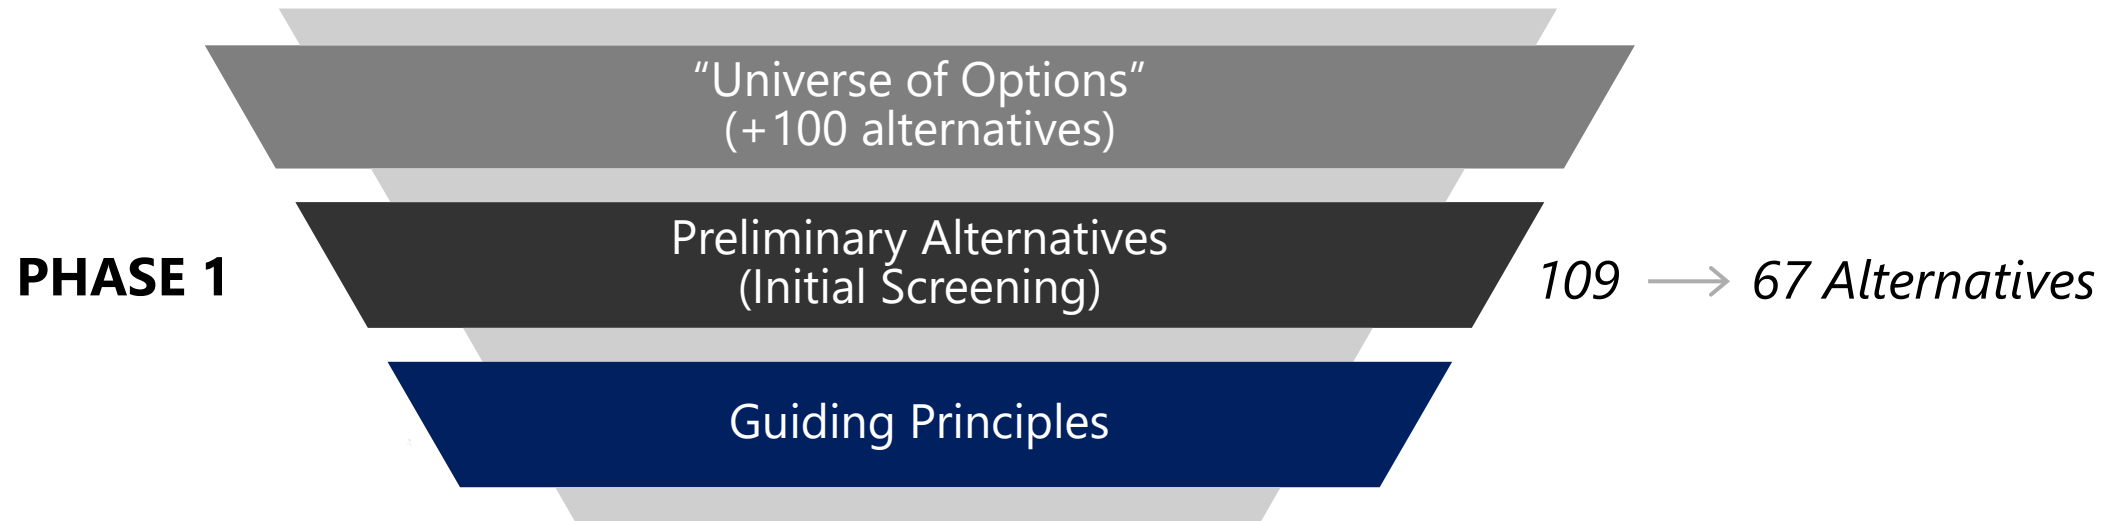 “Universe of Options”
(+100 alternatives)
Preliminary Alternatives
(Initial Screening)
PHASE 1
109 → 67 Alternatives
Guiding Principles